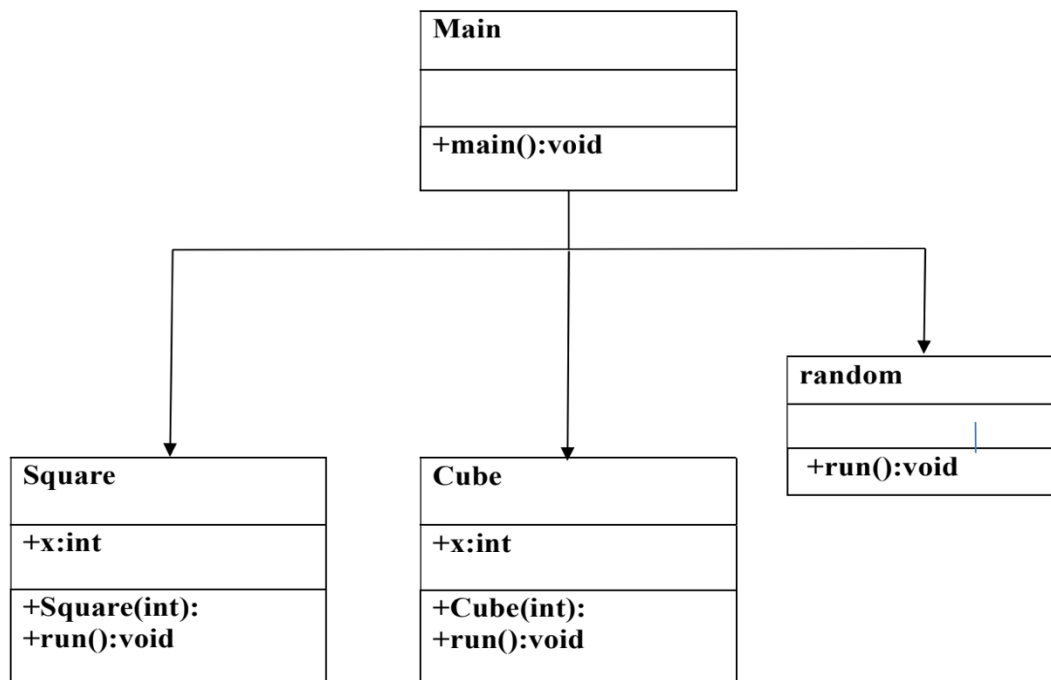 Main
+main():void
random
+run():void
Square
+x:int
+Square(int):
+run():void
Cube
+x:int
+Cube(int):
+run():void